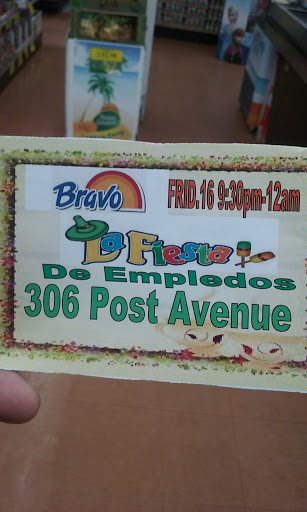 Bravo
FRID.16 9:30pm-12am
La Fiesta
De Empledos
306 Post Avenue